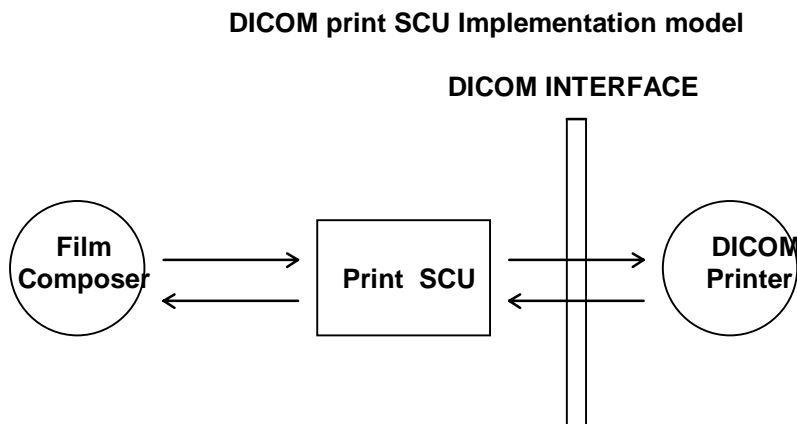 DICOM print SCU Implementation model
DICOM INTERFACE
Film
Composer
Print SCU
DICOM
Printer